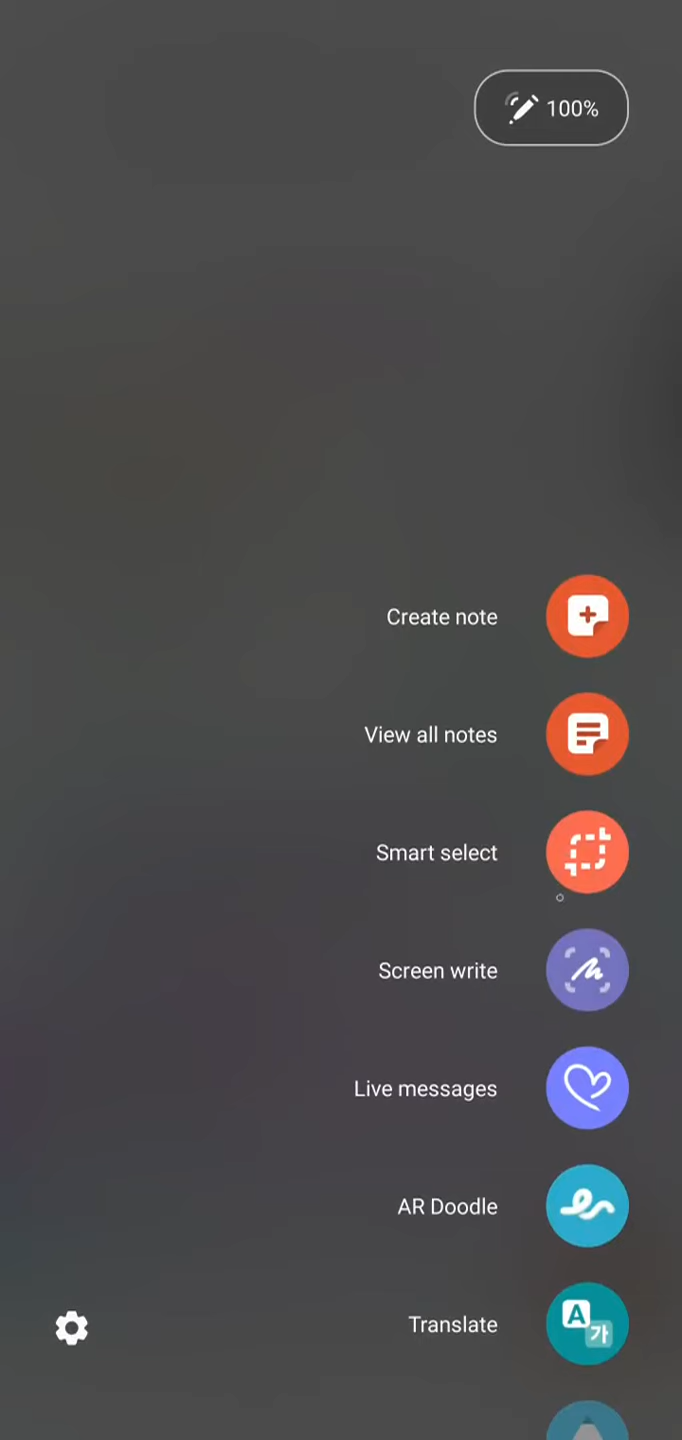 100%
Create note
View all notes
Smart select
Screen write
Live messages
AR Doodle
Translate
A
가